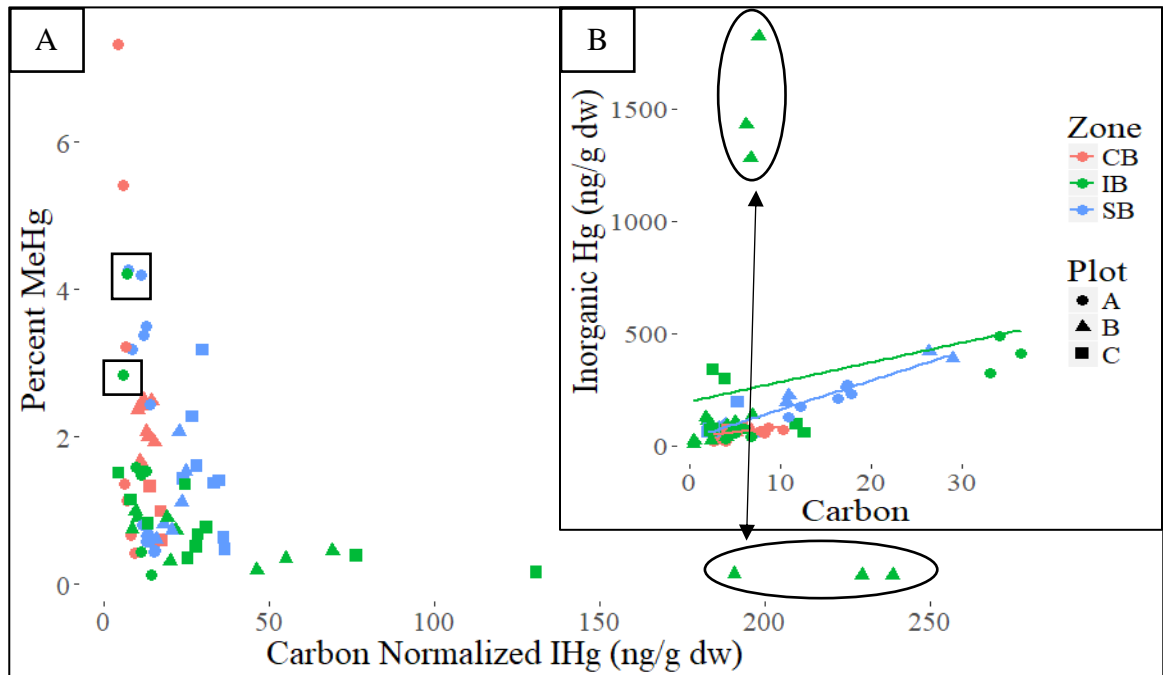 A
Percent MeHg
6
4
2
0
0 50 100 150 200 250
Carbon Normalized IHg (ng/g dw)
B
Inorganic Hg (ng/g dw)
1500
1000
500
0
0 10 20 30
Carbon
Zone
CB
IB
SB
Plot
A
B
C